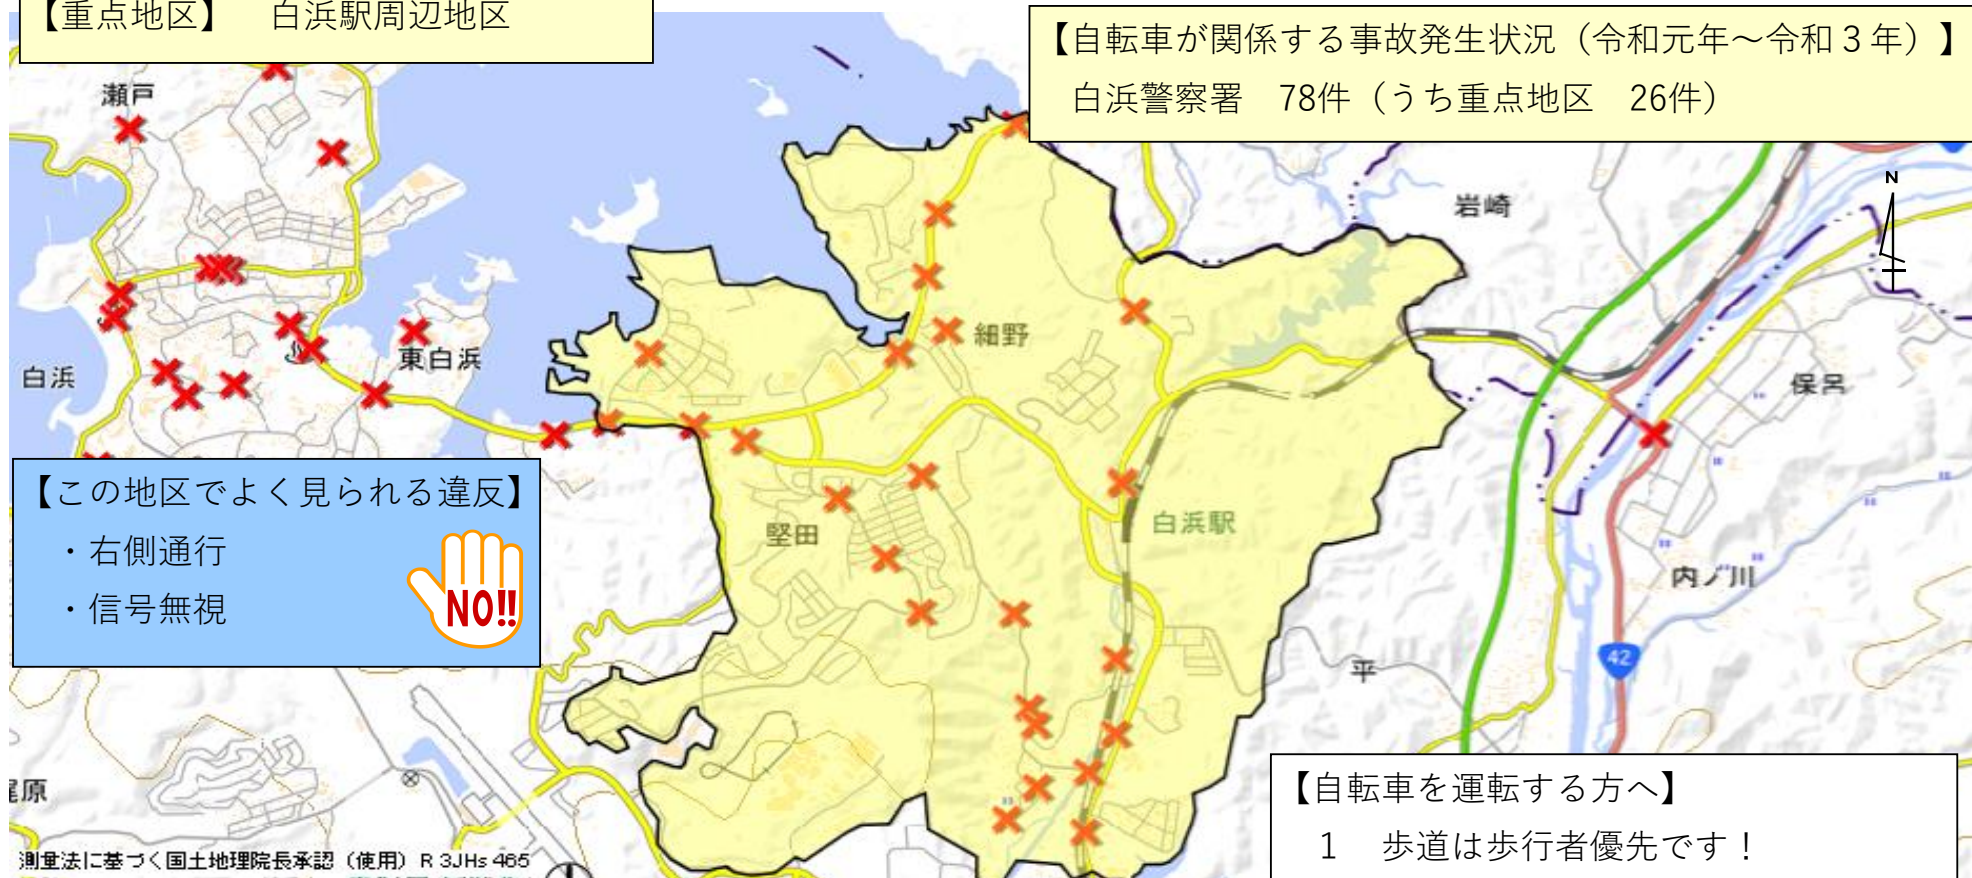 【重点地区】　白浜駅周辺地区
【自転車が関係する事故発生状況（令和元年～令和３年）】
白浜警察署　78件（うち重点地区　26件）
瀬戸
岩崎
N
細野
東白浜
白浜
保呂
【この地区でよく見られる違反】
・右側通行
・信号無視
NO!!
堅田
白浜駅
内ノ川
42
平
原
【自転車を運転する方へ】
１　歩道は歩行者優先です！
測量法に基づく国土地理院長承認（使用）R 3JHs 465